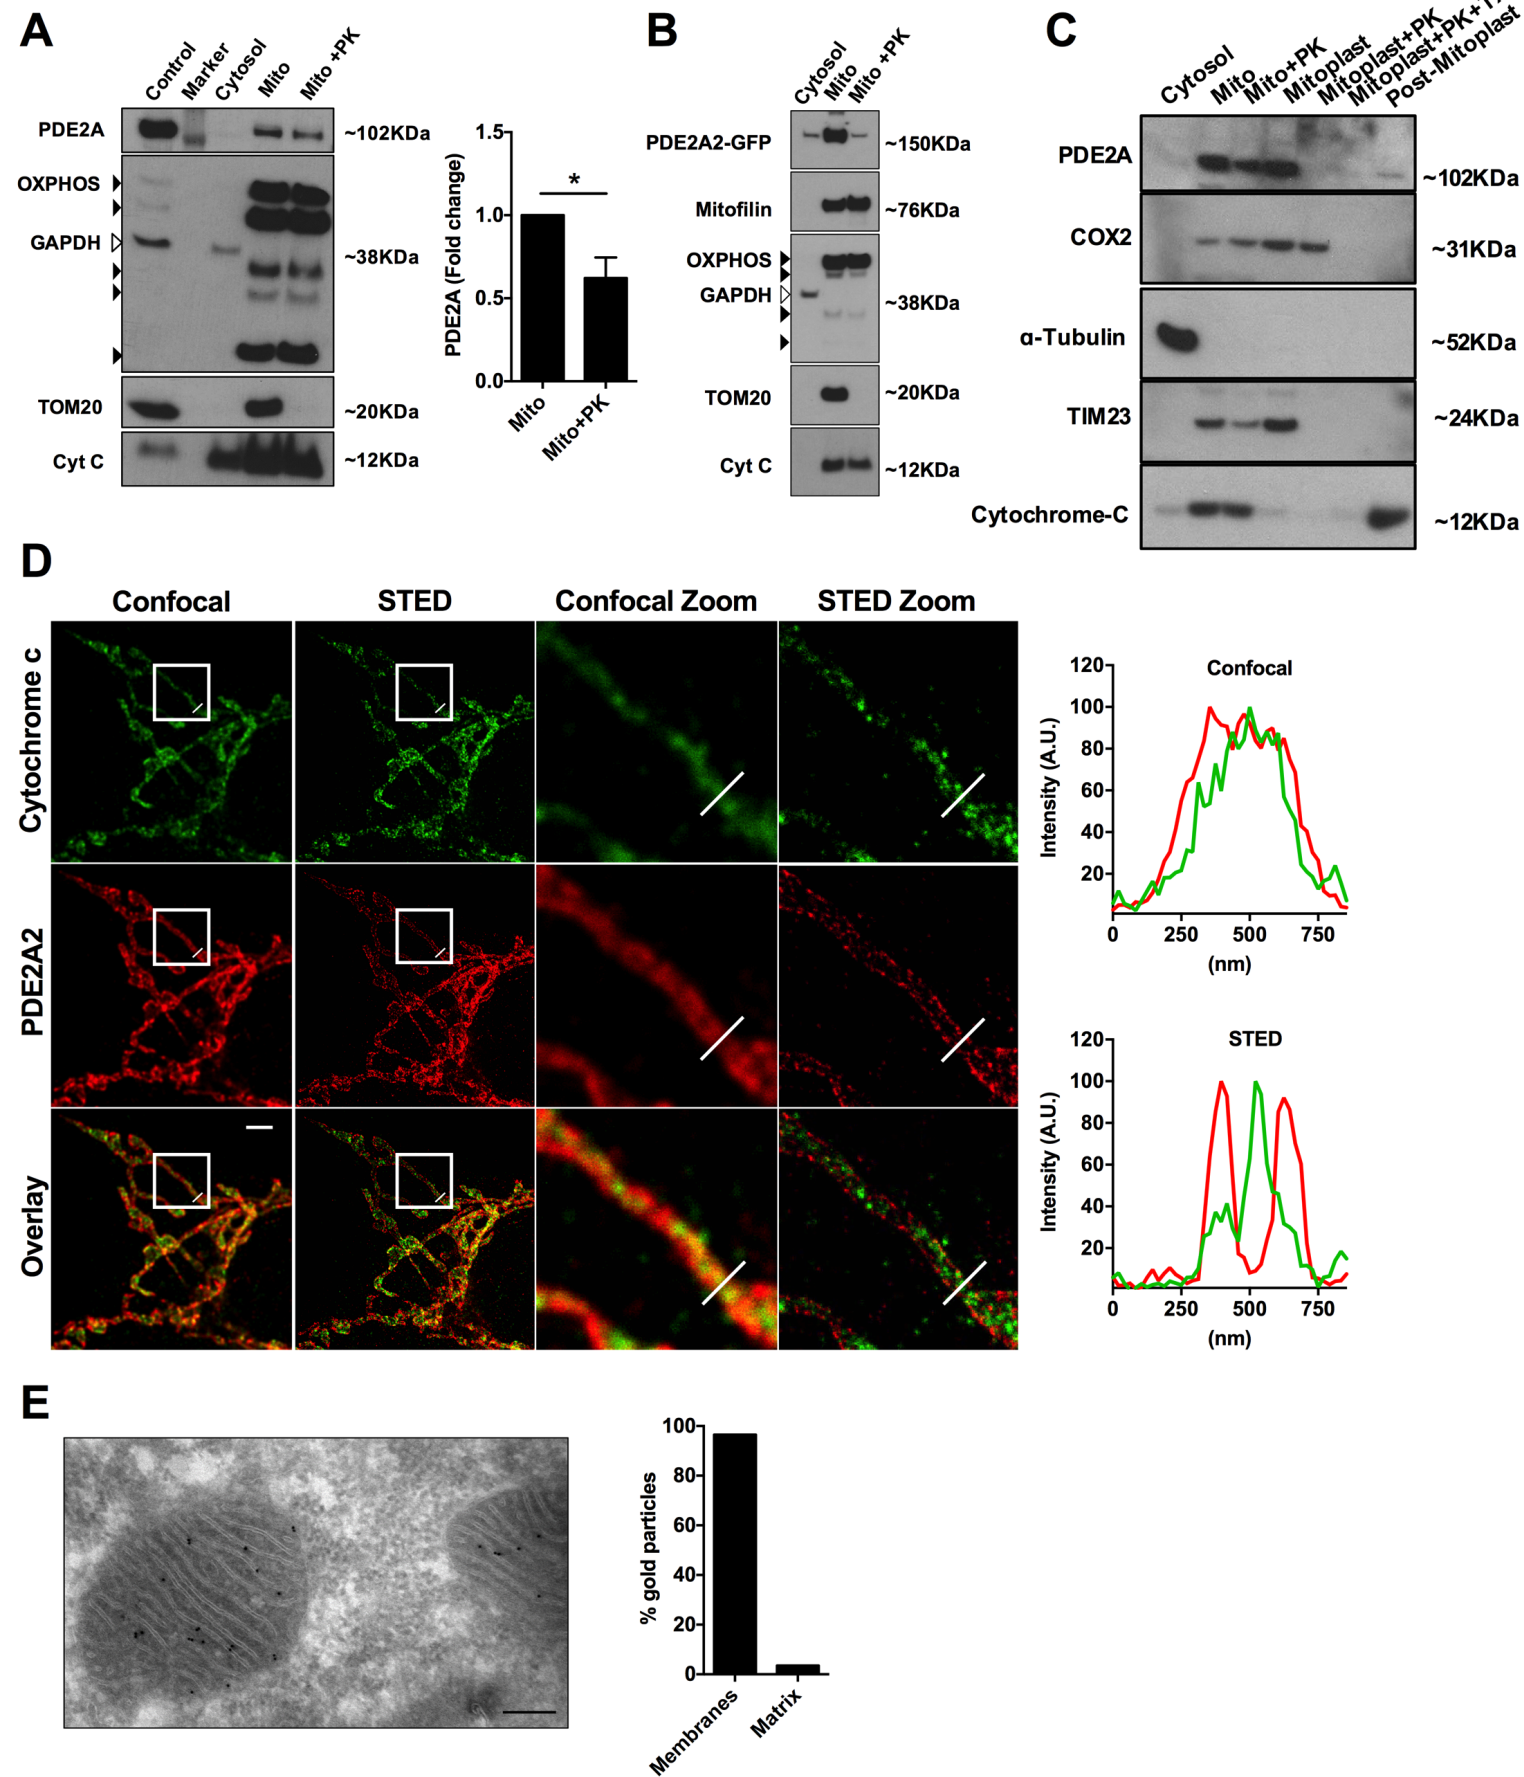 A
Control
Marker
Cytosol
Mito
Mito +PK
PDE2A
~102KDa
OXPHOS
GAPDH
~38KDa
TOM20
~20KDa
Cyt C
~12KDa
PDE2A (Fold change)
1.5
1.0
0.5
0.0
*
Mito
Mito+PK
B
Cytosol
Mito
Mito +PK
PDE2A2-GFP
~150KDa
Mitofilin
~76KDa
OXPHOS
GAPDH
~38KDa
TOM20
~20KDa
Cyt C
~12KDa
C
Cytosol
Mito
Mito+PK
Mitoplast
Mitoplast+PK
Post-Mitoplast
PDE2A
~102KDa
COX2
~31KDa
α-Tubulin
~52KDa
TIM23
~24KDa
Cytochrome-C
~12KDa
D
Confocal
STED
Confocal Zoom
STED Zoom
Cytochrome c
PDE2A2
Overlay
Confocal
Intensity (A.U.)
120
100
80
60
40
20
0
250
500
750
(nm)
STED
Intensity (A.U.)
120
100
80
60
40
20
0
250
500
750
(nm)
E
% gold particles
100
80
60
40
20
0
Membranes
Matrix